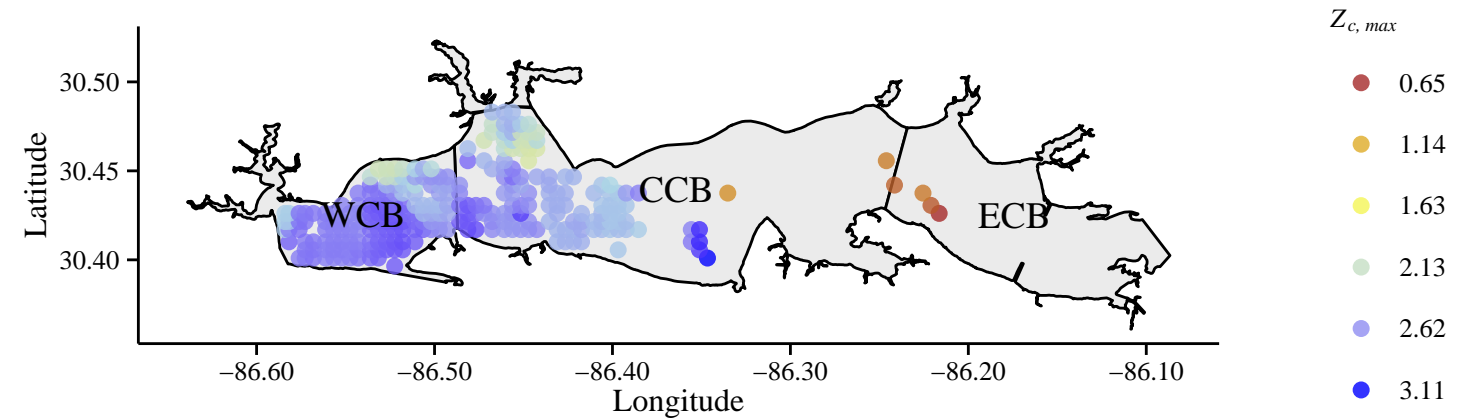 Z c, max
30.50
0.65
1.14
30.45
Latitude
CCB
1.63
WCB
ECB
30.40
2.13
2.62
−86.60 −86.50 −86.40 −86.30 −86.20 −86.10
3.11
Longitude